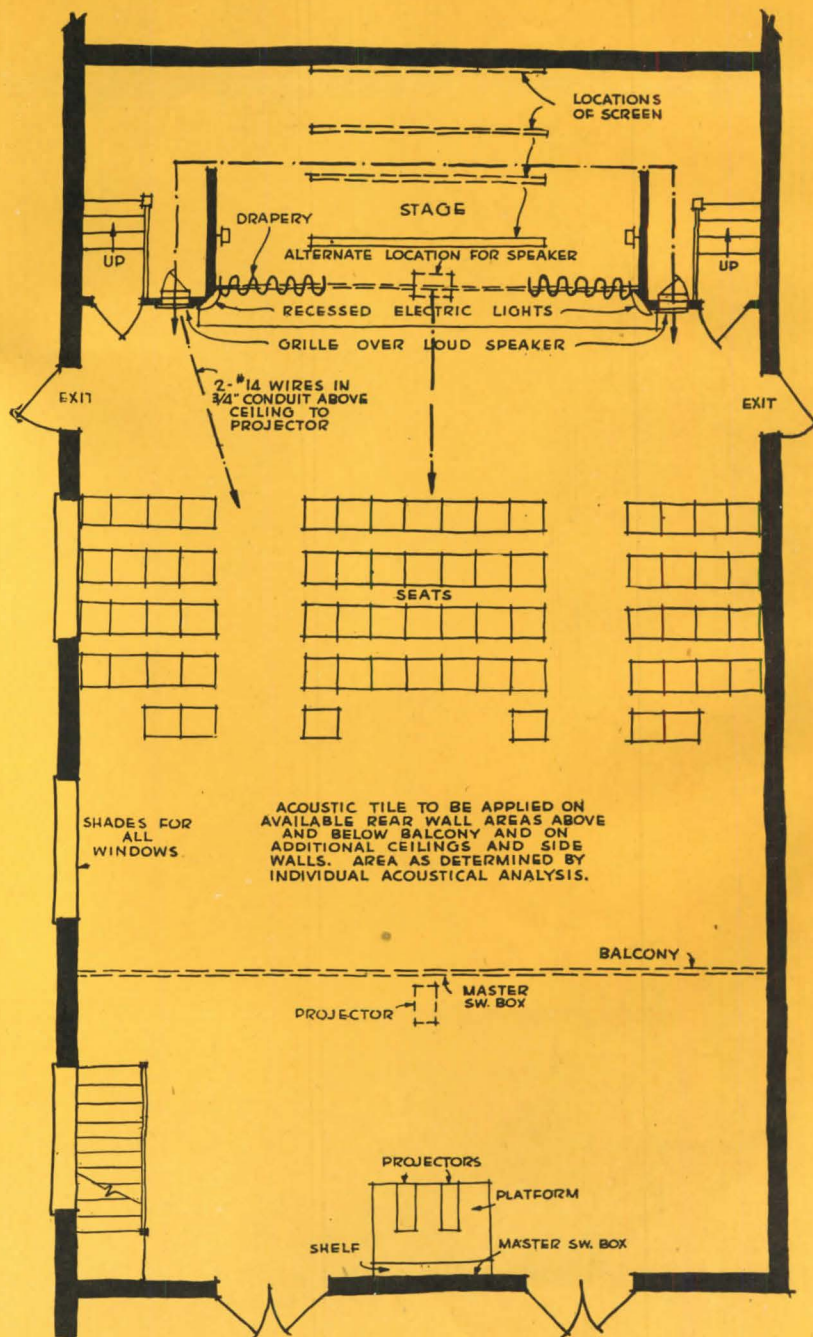 LOCATIONS
OF SCREEN
STAGE
DRAPERY
UP
UP
ALTERNATE LOCATION FOR SPEAKER
RECESSED ELECTRIC LIGHTS
GRILLE OVER LOUD SPEAKER
2-#14 WIRES IN
3/4" CONDUIT ABOVE
CEILING TO
PROJECTOR
EXIT
EXIT
SEATS
SHADES FOR
ALL
WINDOWS
ACOUSTIC TILE TO BE APPLIED ON
AVAILABLE REAR WALL AREAS ABOVE
AND BELOW BALCONY AND ON
ADDITIONAL CEILINGS AND SIDE
WALLS. AREA AS DETERMINED BY
INDIVIDUAL ACOUSTICAL ANALYSIS.
BALCONY
MASTER
SW. BOX
PROJECTOR
PROJECTORS
PLATFORM
SHELF
MASTER SW. BOX